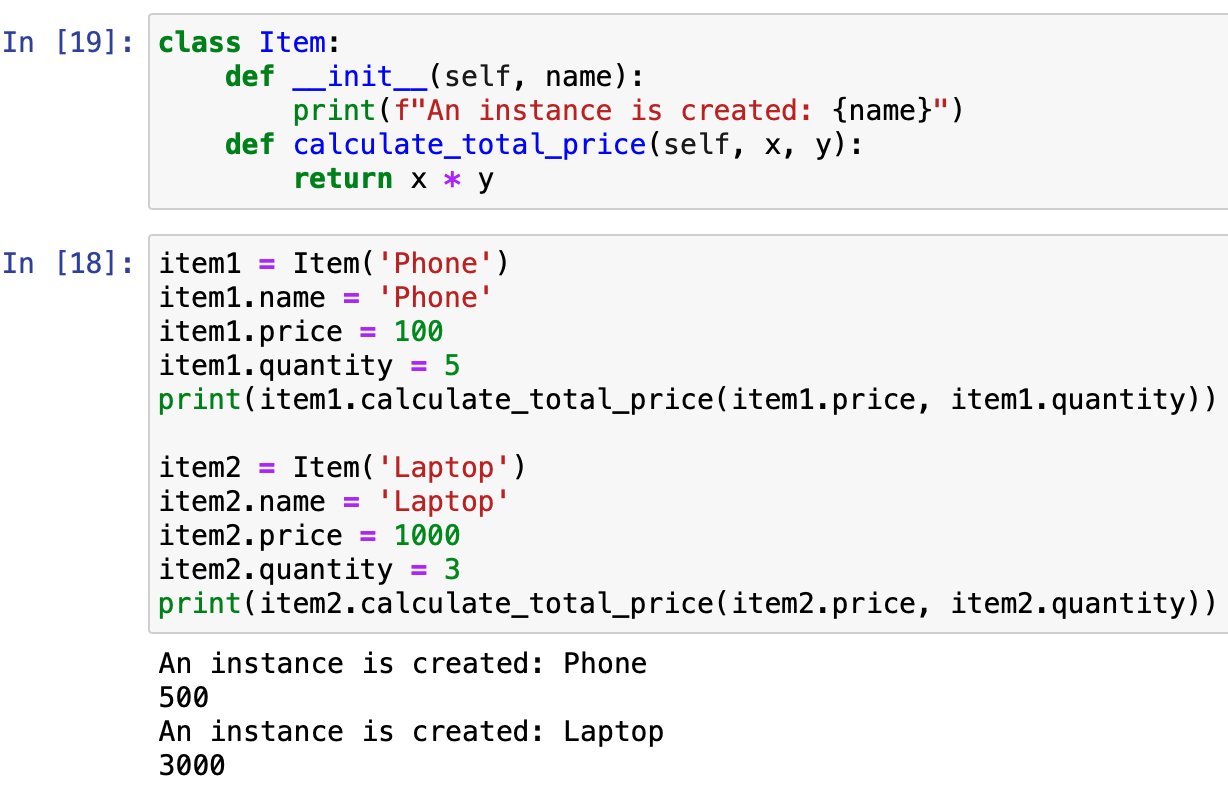 In [19]: class Item:
    def __init__(self, name):
        print(f"An instance is created: {name}")
    def calculate_total_price(self, x, y):
        return x * y
In [18]: item1 = Item('Phone')
item1.name = 'Phone'
item1.price = 100
item1.quantity = 5
print(item1.calculate_total_price(item1.price, item1.quantity))
item2 = Item('Laptop')
item2.name = 'Laptop'
item2.price = 1000
item2.quantity = 3
print(item2.calculate_total_price(item2.price, item2.quantity))
An instance is created: Phone
500
An instance is created: Laptop
3000